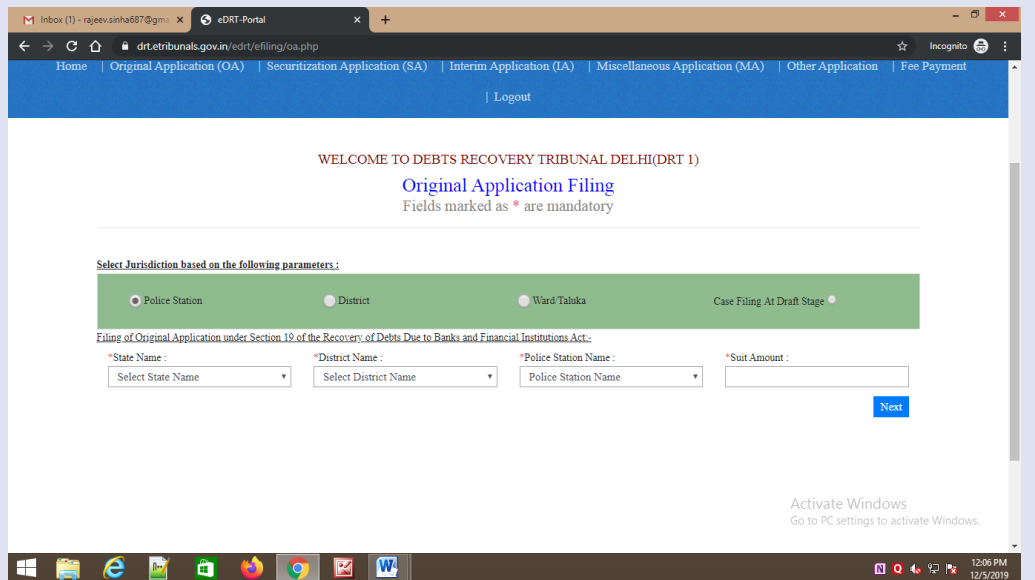 Inbox (1) - rajeev.sinha687@gma
eDRT-Portal
drt.etribunals.gov.in/edrt/efiling/oa.php
Incognito
Home | Original Application (OA) | Securitization Application (SA) | Interim Application (IA) | Miscellaneous Application (MA) | Other Application | Fee Payment
| Logout
WELCOME TO DEBTS RECOVERY TRIBUNAL DELHI(DRT 1)
Original Application Filing
Fields marked as * are mandatory
Select Jurisdiction based on the following parameters :
Police Station District Ward/Taluka Case Filing At Draft Stage
Filing of Original Application under Section 19 of the Recovery of Debts Due to Banks and Financial Institutions Act:-
*State Name : *District Name : *Police Station Name : *Suit Amount :
Select State Name Select District Name Police Station Name
Next
Activate Windows
Go to PC settings to activate Windows.
12:06 PM
12/5/2019